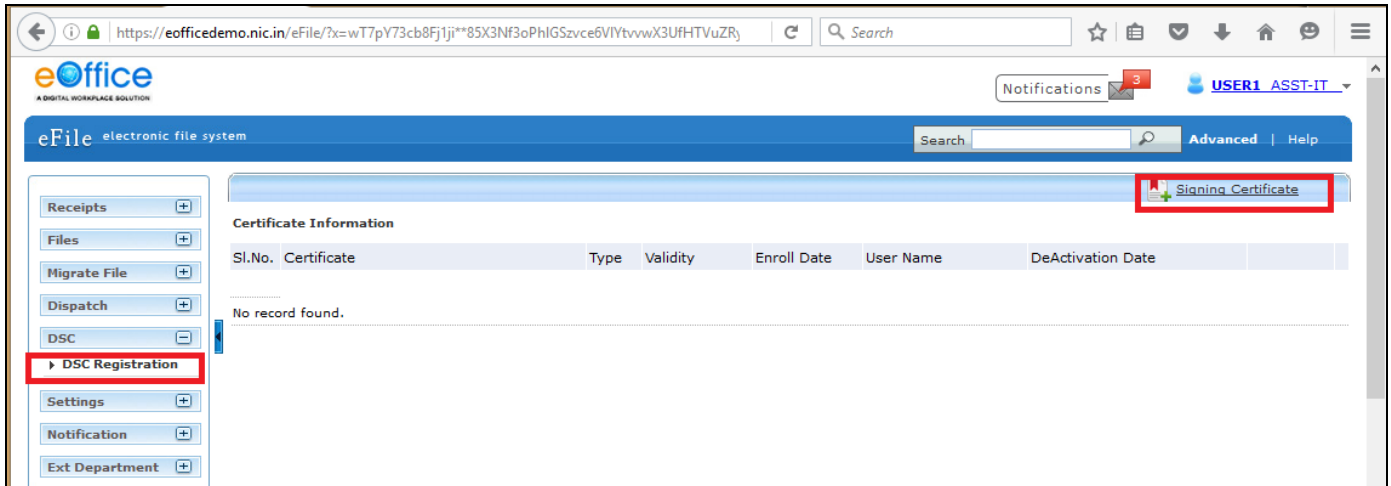 https://eofficedemo.nic.in/eFile/?x=wT7pY73cb8Fj1ji**85X3Nf3oPhIGSzvce6VlYtvvwX3UfHTVuZRy
Search
eOffice
A DIGITAL WORKPLACE SOLUTION
Notifications 3
USER1 ASST-IT
eFile electronic file system
Search
Advanced | Help
Signing Certificate
Receipts
Files
Migrate File
Dispatch
DSC
DSC Registration
Settings
Notification
Ext Department
Certificate Information
Sl.No. Certificate Type Validity Enroll Date User Name DeActivation Date
No record found.